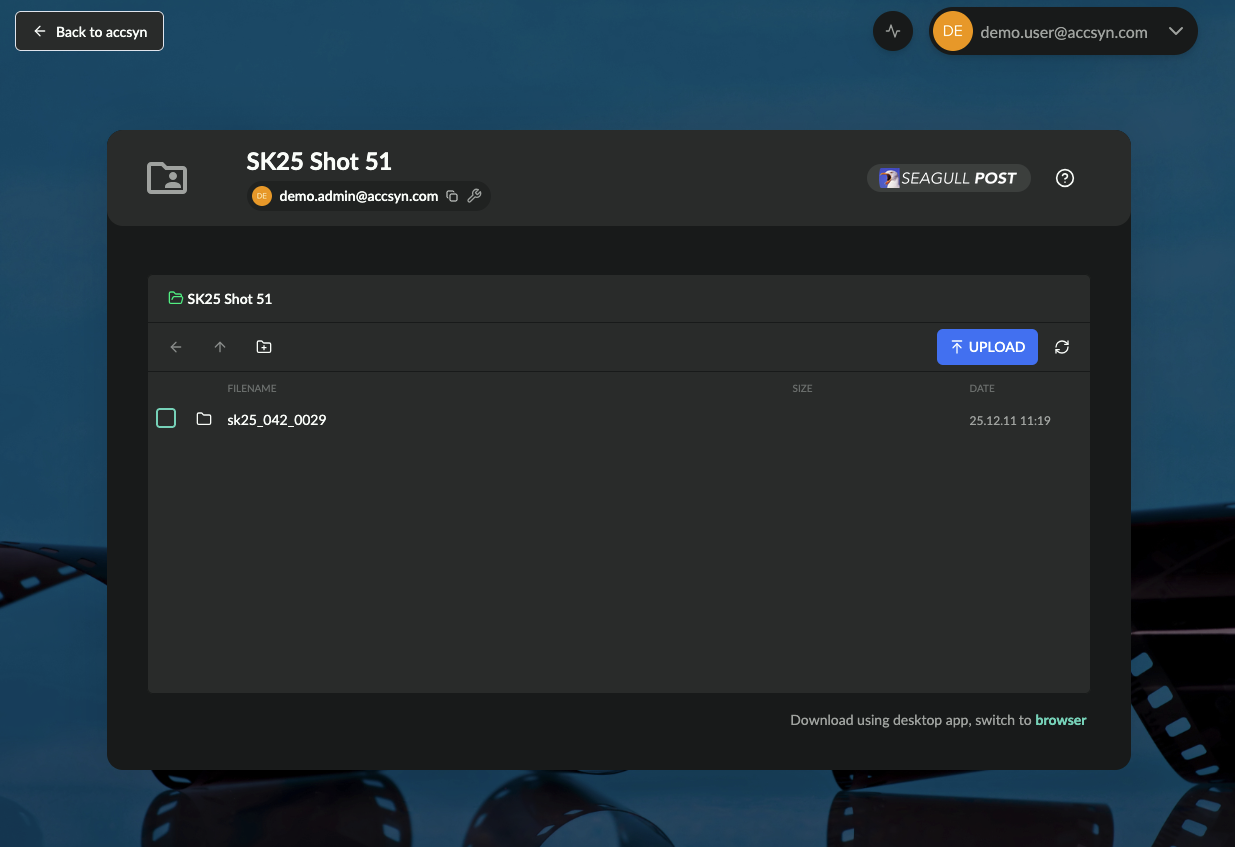 Back to accsyn
DE
demo.user@accsyn.com
SK25 Shot 51
DE
demo.admin@accsyn.com
SEAGULL POST
SK25 Shot 51
UPLOAD
FILENAME
SIZE
DATE
sk25_042_0029
25.12.11 11:19
Download using desktop app, switch to browser